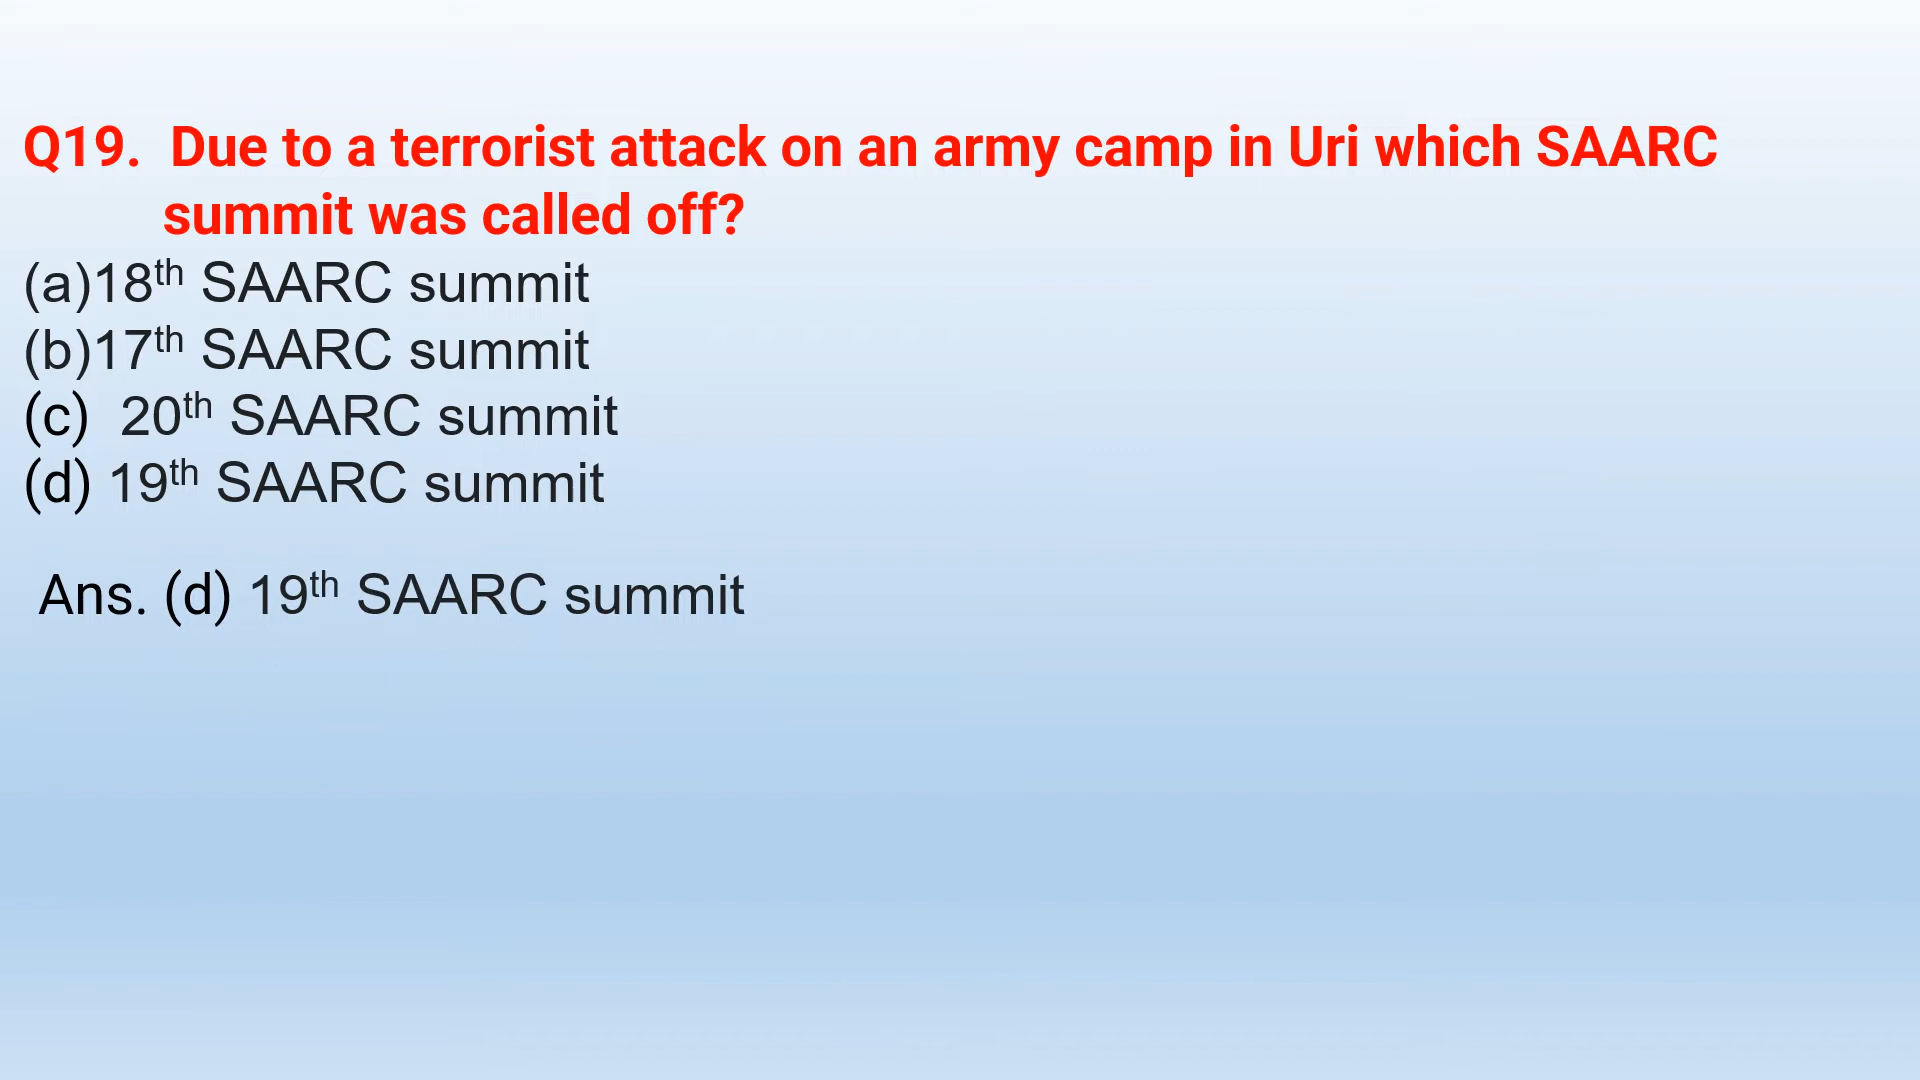 Q19.  Due to a terrorist attack on an army camp in Uri which SAARC
summit was called off?
(a)18th SAARC summit
(b)17th SAARC summit
(c)  20th SAARC summit
(d) 19th SAARC summit
Ans. (d) 19th SAARC summit